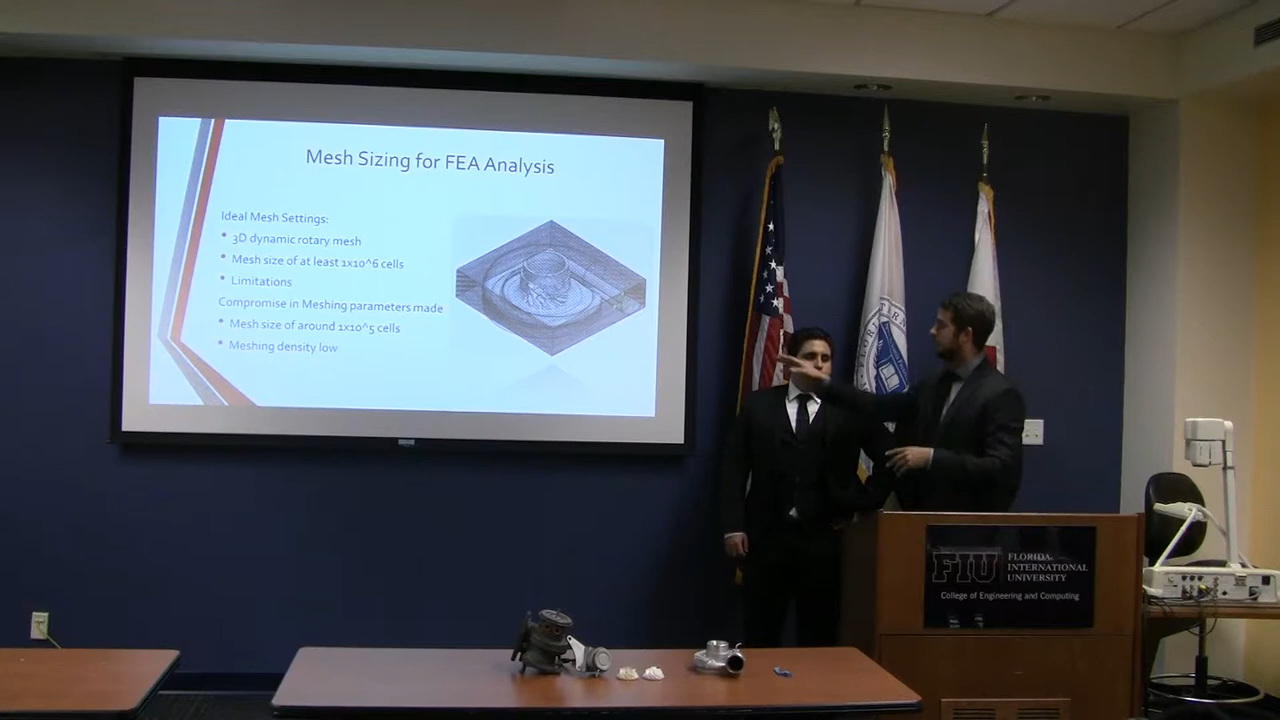 Mesh Sizing for FEA Analysis
Ideal Mesh Settings:
• 3D dynamic rotary mesh
• Mesh size of at least 1x10^6 cells
• Limitations
Compromise in Meshing parameters made
• Mesh size of around 1x10^5 cells
• Meshing density low
FIU
FLORIDA
INTERNATIONAL
UNIVERSITY
College of Engineering and Computing